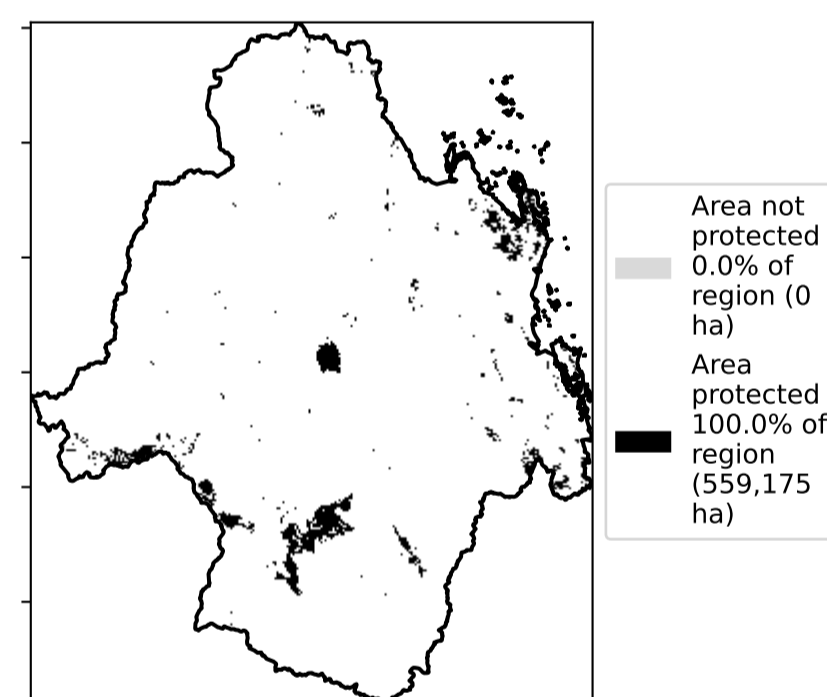 Area not
protected
0.0% of
region (0
ha)
Area
protected
100.0% of
region
(559,175
ha)